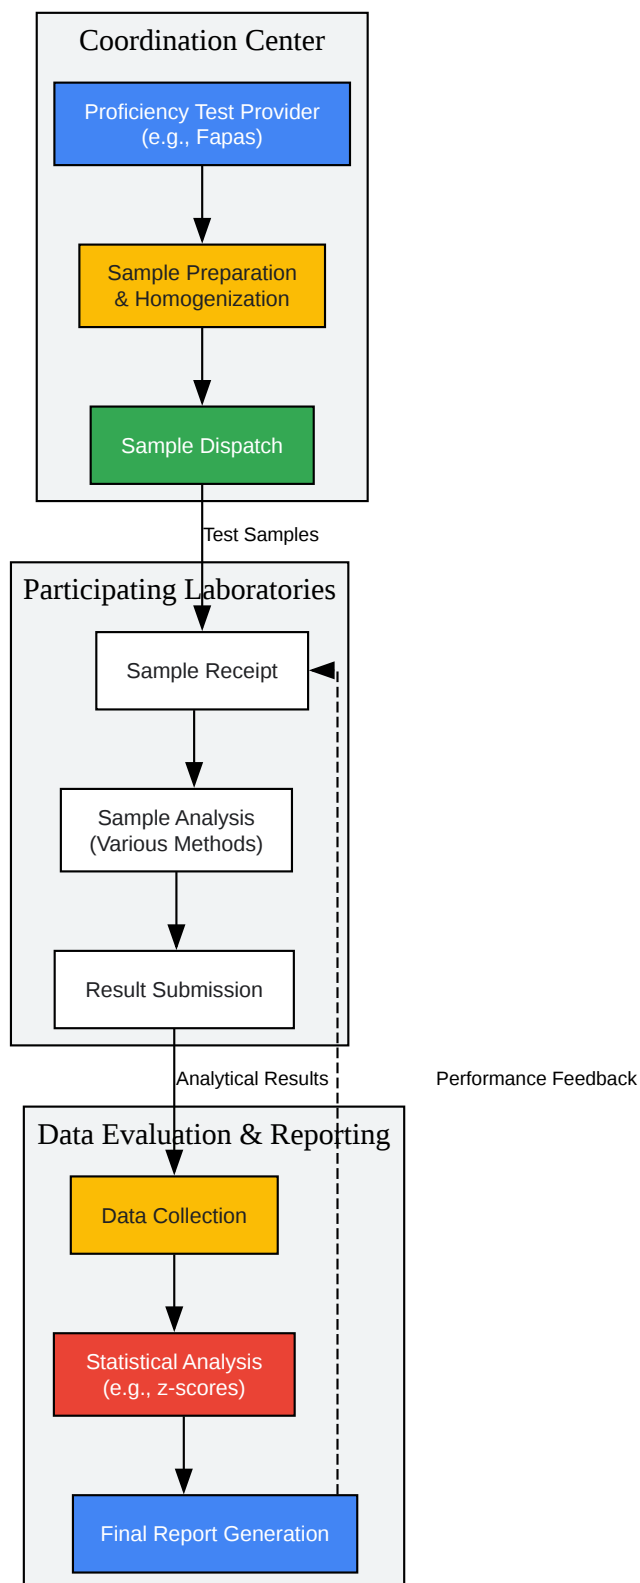 Coordination Center
Proficiency Test Provider
(e.g., Fapas)
Sample Preparation
& Homogenization
Sample Dispatch
Test Samples
Participating Laboratories
Sample Receipt
Sample Analysis
(Various Methods)
Result Submission
Analytical Results
Performance Feedback
Data Evaluation & Reporting
Data Collection
Statistical Analysis
(e.g., z-scores)
Final Report Generation